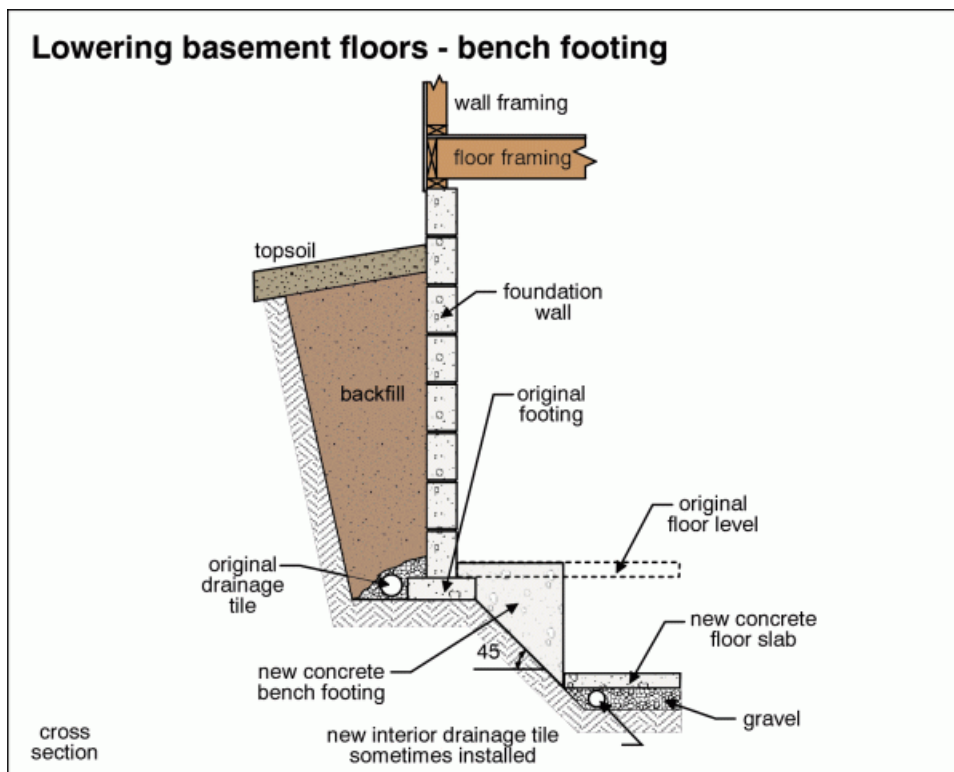 Lowering basement floors - bench footing
wall framing
floor framing
topsoil
foundation
wall
backfill
original
footing
original
floor level
original
drainage
tile
new concrete
floor slab
45
new concrete
bench footing
gravel
cross
section
new interior drainage tile
sometimes installed